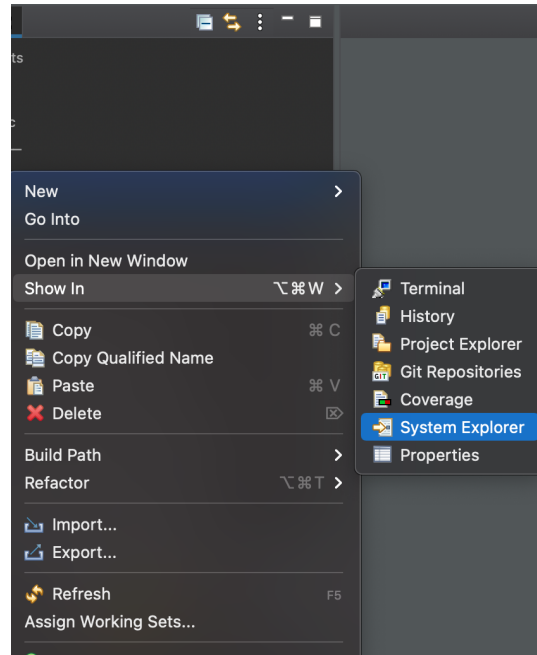 ts
c
New
Go Into
Open in New Window
Show In ⌥⌘W
Copy ⌘ C
Copy Qualified Name
Paste ⌘ V
Delete ⌦
Build Path
Refactor ⌥⌘T
Import...
Export...
Refresh F5
Assign Working Sets...
Terminal
History
Project Explorer
GIT Git Repositories
Coverage
System Explorer
Properties